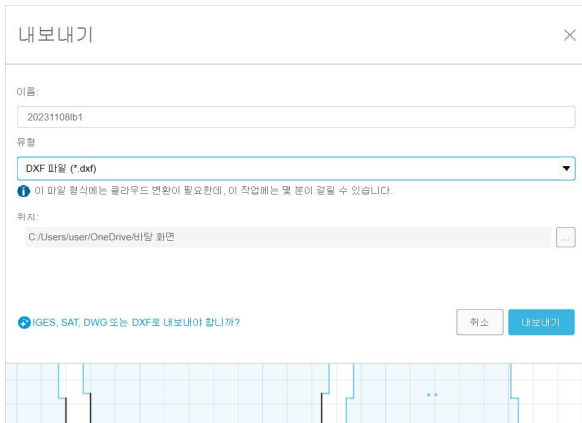 내보내기
이름:
20231108lb1
유형
DXF 파일 (*.dxf)
이 파일 형식에는 클라우드 변환이 필요한데, 이 작업에는 몇 분이 걸릴 수 있습니다.
위치:
C:/Users/user/OneDrive/바탕 화면
...
IGES, SAT, DWG 또는 DXF로 내보내야 합니까?
취소
내보내기